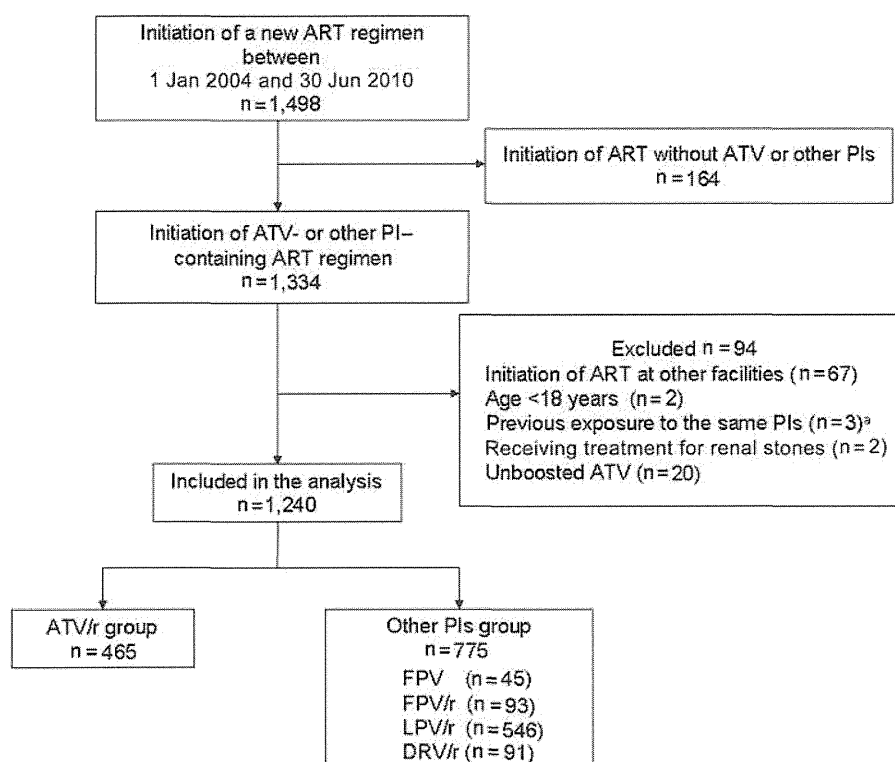 Initiation of a new ART regimen
between
1 Jan 2004 and 30 Jun 2010
n=1,498
Initiation of ART without ATV or other PIs
n=164
Initiation of ATV- or other PI–
containing ART regimen
n=1,334
Excluded n=94
Initiation of ART at other facilities (n=67)
Age <18 years (n=2)
Previous exposure to the same PIs (n=3)ᵃ
Receiving treatment for renal stones (n=2)
Unboosted ATV (n=20)
Included in the analysis
n=1,240
ATV/r group
n=465
Other PIs group
n=775
FPV (n=45)
FPV/r (n=93)
LPV/r (n=546)
DRV/r (n=91)